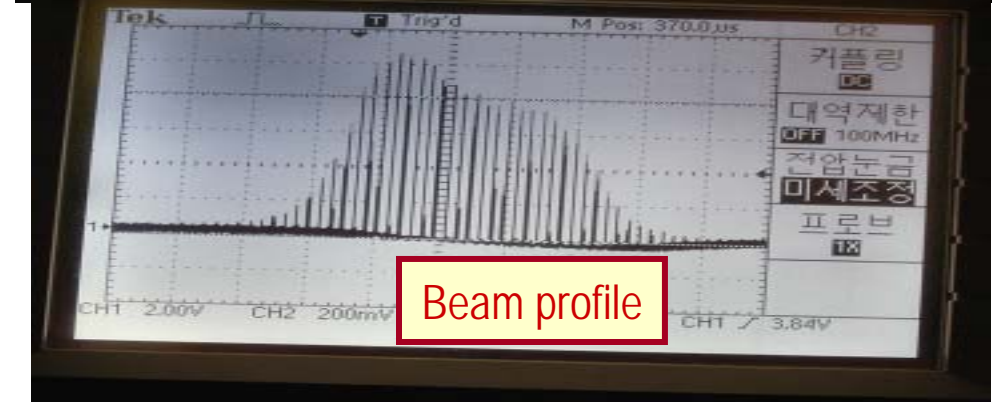 Tek T Trig'd M Pos: 370.0us CH2
커플링
DC
대역제한
OFF 100MHz
전압눈금
미세조정
프로브
1X
1
CH1 2.00V CH2 200mV CH1 3.84V
Beam profile